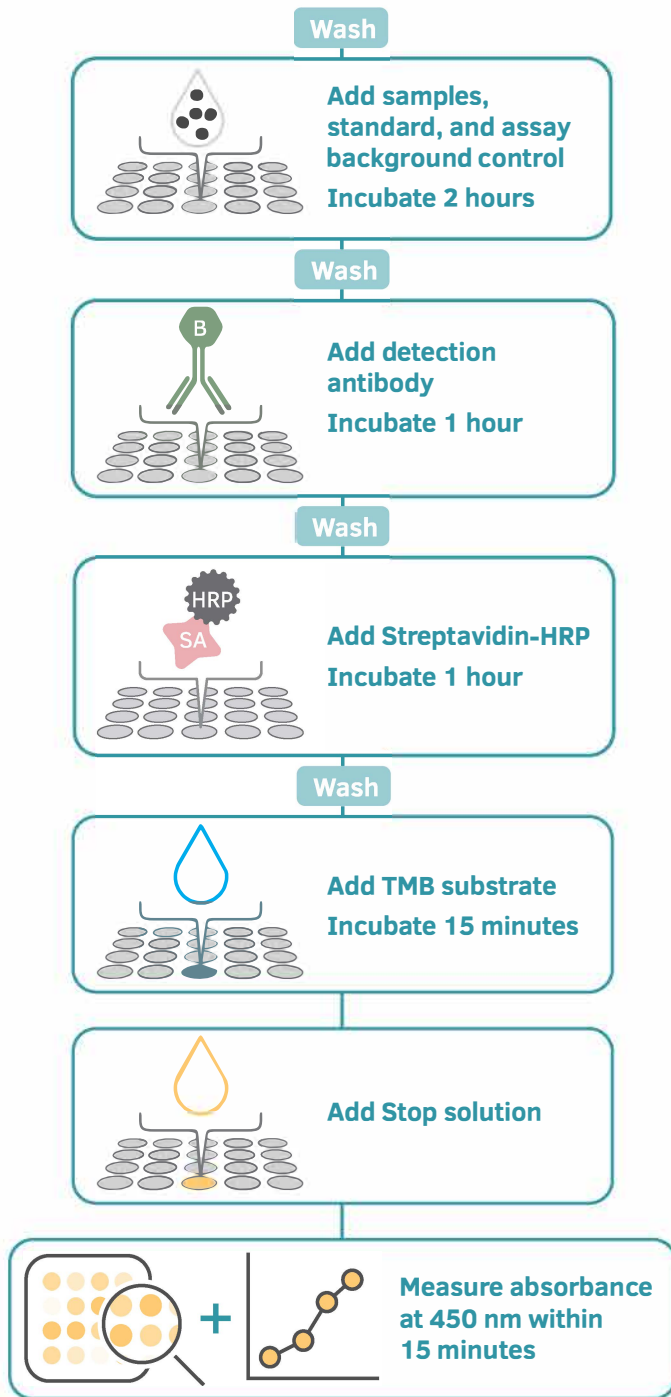 Wash
Add samples,
standard, and assay
background control
Incubate 2 hours
Wash
B
Add detection
antibody
Incubate 1 hour
Wash
HRP
SA
Add Streptavidin-HRP
Incubate 1 hour
Wash
Add TMB substrate
Incubate 15 minutes
Add Stop solution
Measure absorbance
at 450 nm within
15 minutes